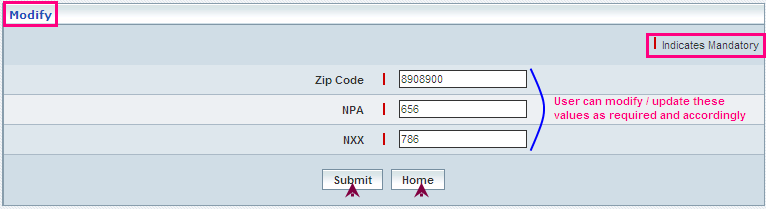 Modify
Indicates Mandatory
Zip Code 8908900
NPA 656
NXX 786
User can modify / update these
values as required and accordingly
Submit Home